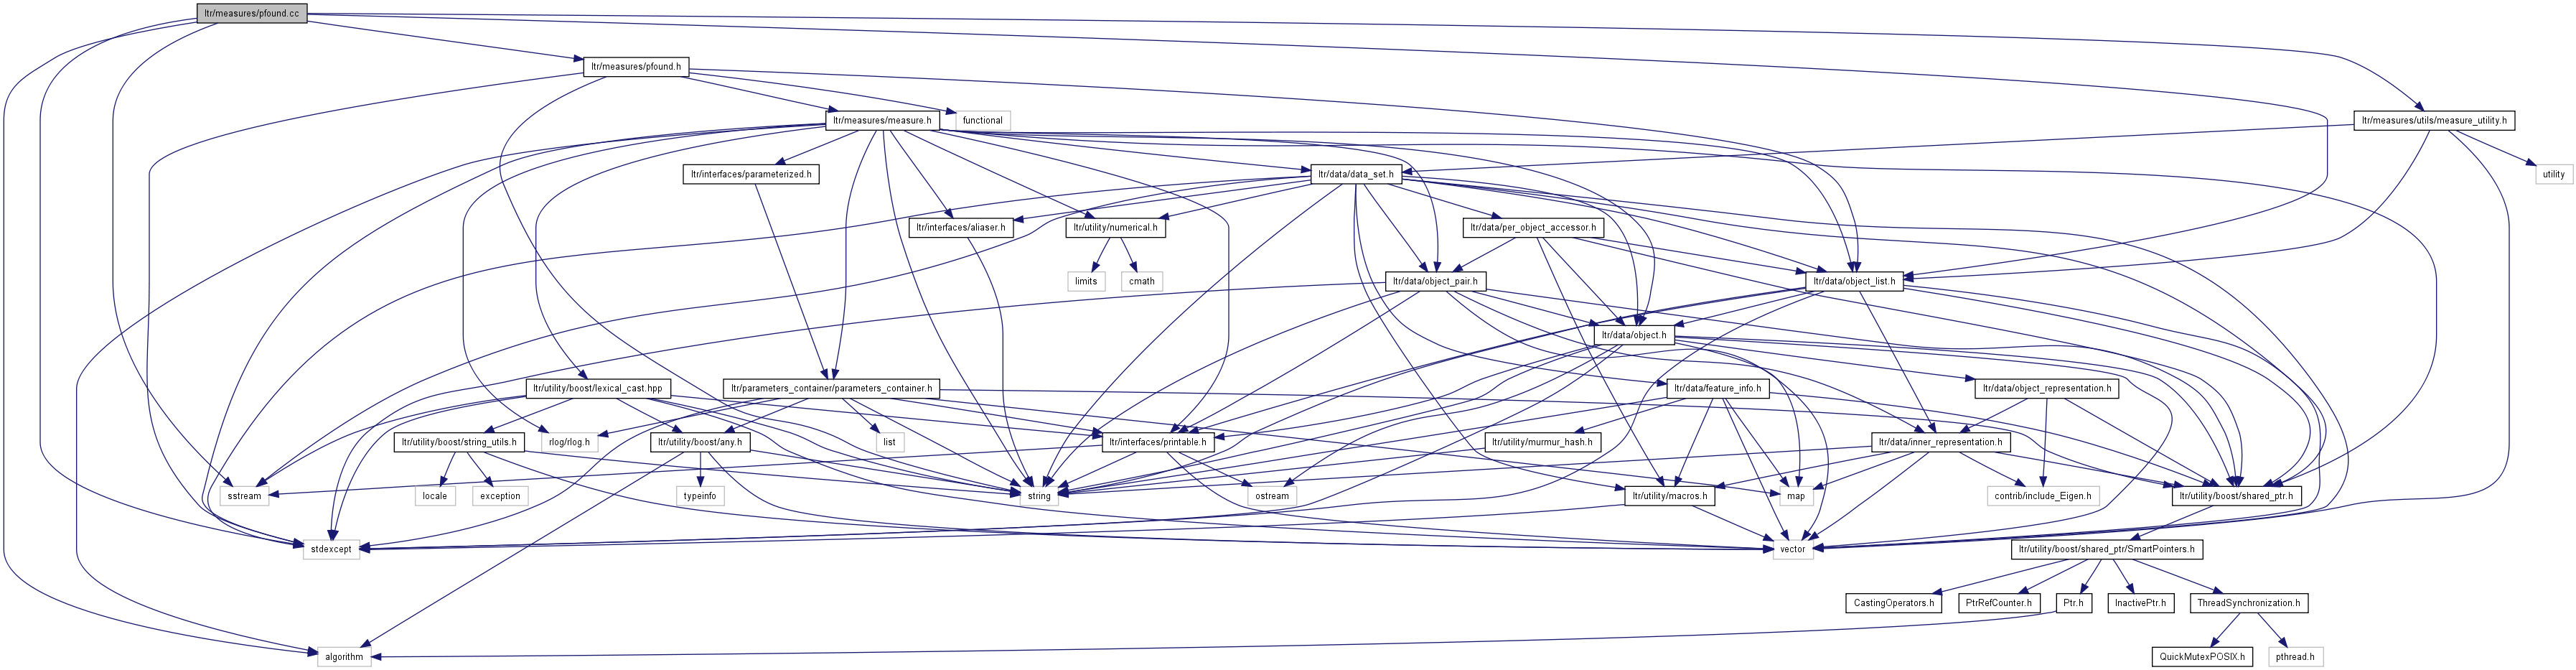 ltr/measures/pfound.cc
ltr/measures/pfound.h
ltr/measures/measure.h
functional
ltr/measures/utils/measure_utility.h
ltr/interfaces/parameterized.h
ltr/data/data_set.h
utility
ltr/interfaces/aliaser.h
ltr/utility/numerical.h
ltr/data/per_object_accessor.h
limits
cmath
ltr/data/object_pair.h
ltr/data/object_list.h
ltr/data/object.h
ltr/utility/boost/lexical_cast.hpp
ltr/parameters_container/parameters_container.h
ltr/data/feature_info.h
ltr/data/object_representation.h
ltr/utility/boost/string_utils.h
rlog/rlog.h
ltr/utility/boost/any.h
list
ltr/interfaces/printable.h
ltr/utility/murmur_hash.h
ltr/data/inner_representation.h
sstream
locale
exception
typeinfo
string
ostream
ltr/utility/macros.h
map
contrib/include_Eigen.h
ltr/utility/boost/shared_ptr.h
stdexcept
vector
ltr/utility/boost/shared_ptr/SmartPointers.h
CastingOperators.h
PtrRefCounter.h
Ptr.h
InactivePtr.h
ThreadSynchronization.h
algorithm
QuickMutexPOSIX.h
pthread.h